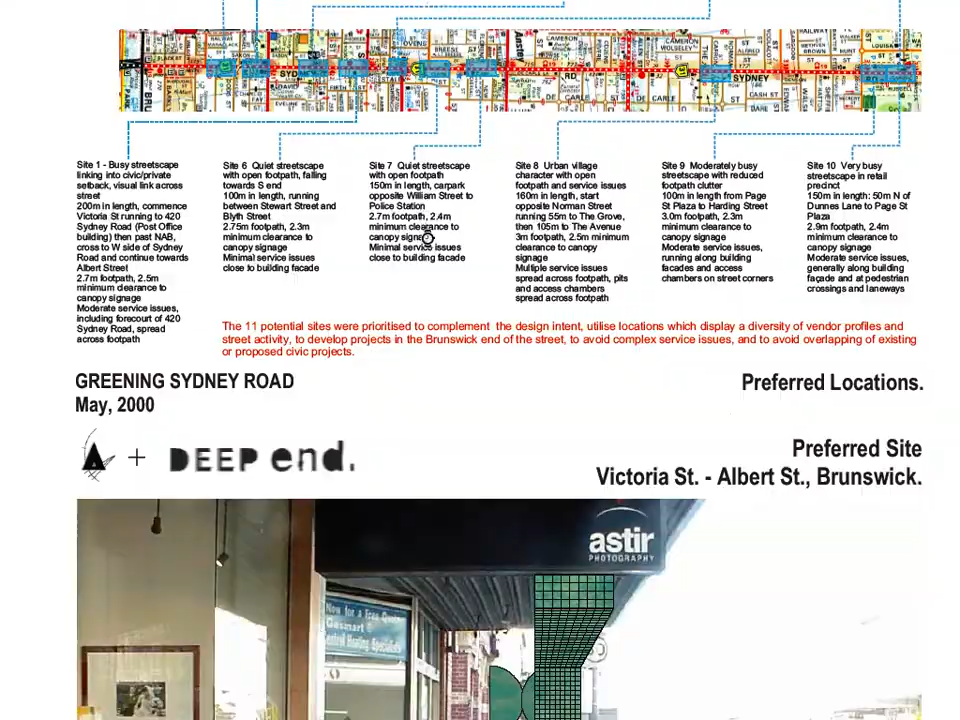 SYDNEY
RD
Site 1 - Busy streetscape
linking into civic/private
setback, visual link across
street
200m in length, commence
Victoria St running to 420
Sydney Road (Post Office
building) then past NAB,
cross to W side of Sydney
Road and continue towards
Albert Street
2.7m footpath, 2.5m
minimum clearance to
canopy signage
Moderate service issues,
including forecourt of 420
Sydney Road, spread
across footpath
Site 6 Quiet streetscape
with open footpath, falling
towards S end
100m in length, running
between Stewart Street and
Blyth Street
2.75m footpath, 2.3m
minimum clearance to
canopy signage
Minimal service issues
close to building facade
Site 7 Quiet streetscape
with open footpath
150m in length, carpark
opposite William Street to
Police Station
2.7m footpath, 2.4m
minimum clearance to
canopy signage
Minimal service issues
close to building facade
Site 8 Urban village
character with open
footpath and service issues
160m in length, start
opposite Norman Street
running 55m to The Grove,
then 105m to The Avenue
3m footpath, 2.5m minimum
clearance to canopy
signage
Multiple service issues
spread across footpath, pits
and access chambers
spread across footpath
Site 9 Moderately busy
streetscape with reduced
footpath clutter
100m in length from Page
St Plaza to Harding Street
3.0m footpath, 2.3m
minimum clearance to
canopy signage
Moderate service issues,
running along building
facades and access
chambers on street corners
Site 10 Very busy
streetscape in retail
precinct
150m in length: 50m N of
Dunnes Lane to Page St
Plaza
2.9m footpath, 2.4m
minimum clearance to
canopy signage
Moderate service issues,
generally along building
façade and at pedestrian
crossings and laneways
The 11 potential sites were prioritised to complement the design intent, utilise locations which display a diversity of vendor profiles and
street activity, to develop projects in the Brunswick end of the street, to avoid complex service issues, and to avoid overlapping of existing
or proposed civic projects.
GREENING SYDNEY ROAD
May, 2000
Preferred Locations.
+ DEEP end.
Preferred Site
Victoria St. - Albert St., Brunswick.
astir
PHOTOGRAPHY
Now for a Free Quote
Gasmart
Central Heating Specialists